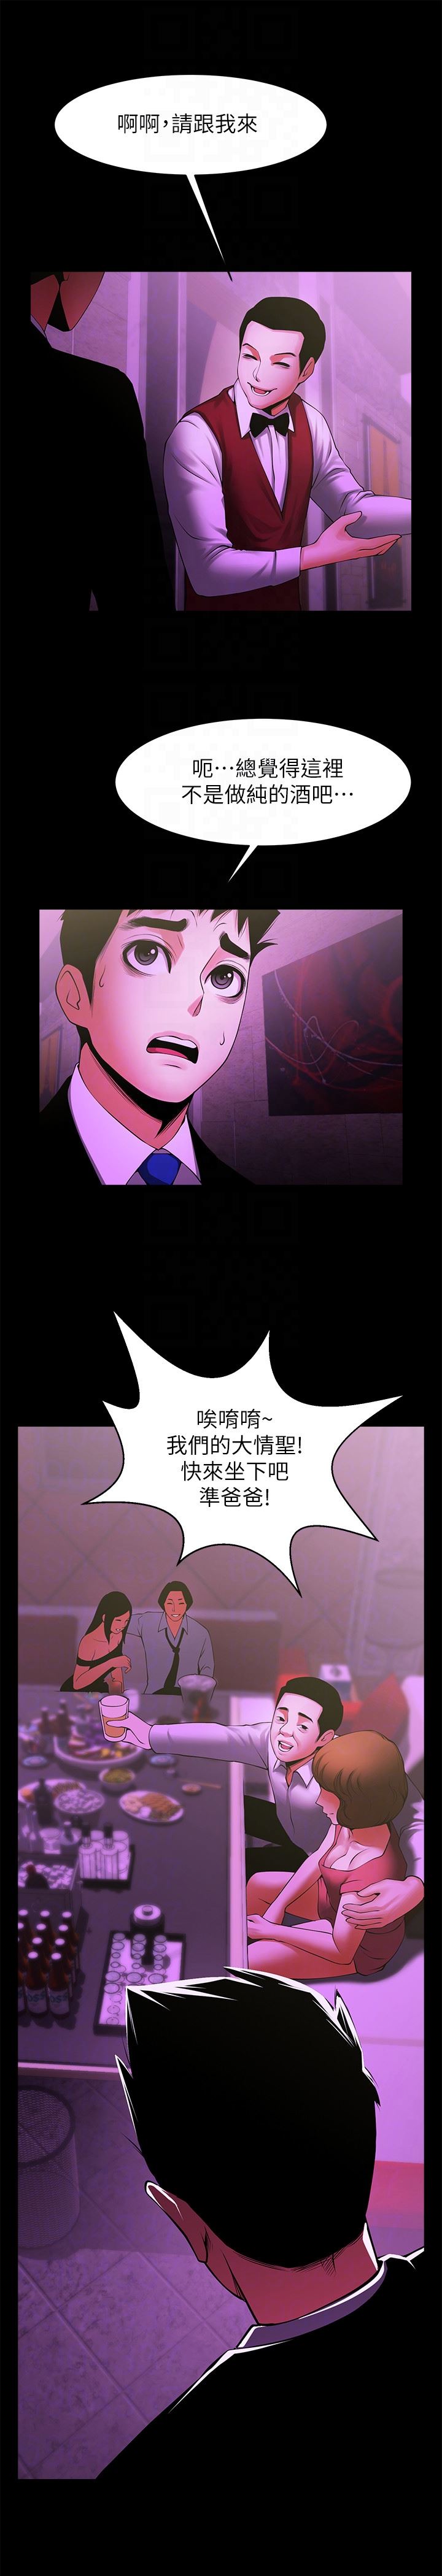 啊啊,請跟我來
呃…總覺得這裡
不是做純的酒吧…
唉唷唷~
我們的大情聖!
快來坐下吧
準爸爸!